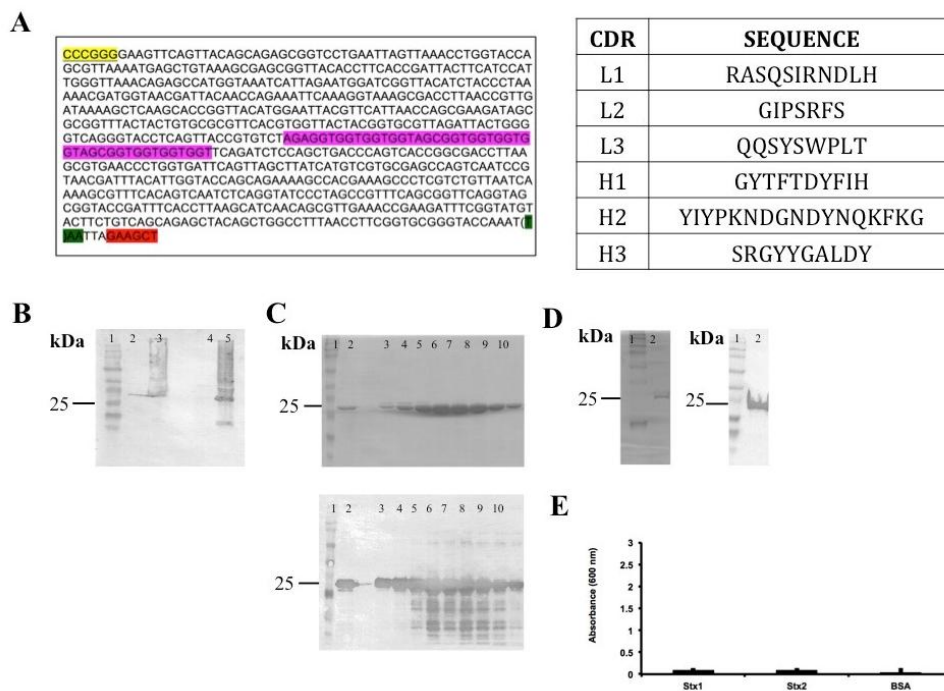 A
CCCGGGGAAGTTCAGTTACAGCAGAGCGGTCCTGAATTAGTTAAACCTGGTACCA
GCGTTAAAATGAGCTGTAAAGCGAGCGGTTACACCTTCACCGATTACTTCATCCAT
TGGGTTAAACAGAGCCATGGTAAATCATTAGAATGGATCGGTTACATCTACCCTAA
AAACGATGGTAACGATTACAACCAGAAATTCAAAGGTAAAGCGACCTTAACCGTTG
ATAAAAGCTCAAGCACCGGTTACATGGAATTACGTTCATTAACCAGCGAAGATAGC
GCGGTTTACTACTGTGCGCGTTCACGTGGTTACTACGGTGCGTTAGATTACTGGG
GTCAGGGTACCTCAGTTACCGTGTCTAGAGGTGGTGGTGGTAGCGGTGGTGGTG
GTAGCGGTGGTGGTGGTTCAGATCTCCAGCTGACCCAGTCACCGGCGACCTTAA
GCGTGAACCCTGGTGATTCAGTTAGCTTATCATGTCGTGCGAGCCAGTCAATCCG
TAACGATTTACATTGGTACCAGCAGAAAAGCCACGAAAGCCCTCGTCTGTTAATCA
AAAGCGTTTCACAGTCAATCTCAGGTATCCCTAGCCGTTTCAGCGGTTCAGGTAG
CGGTACCGATTTCACCTTAAGCATCAACAGCGTTGAAACCGAAGATTTCGGTATGT
ACTTCTGTCAGCAGAGCTACAGCTGGCCTTTAACCTTCGGTGCGGGTACCAAAT(T
AAATTAGAAGCT
CDR SEQUENCE
L1 RASQSIRNDLH
L2 GIPSRFS
L3 QQSYSWPLT
H1 GYTFTDYFIH
H2 YIYPKNDGNDYNQKFKG
H3 SRGYYGALDY
B
kDa
1 2 3 4 5
25
C
kDa
1 2 3 4 5 6 7 8 9 10
25
1 2 3 4 5 6 7 8 9 10
25
D
kDa
1 2
25
kDa
1 2
25
E
Absorbance (600 nm)
3
2.5
2
1.5
1
0.5
0
Stx1 Stx2 BSA